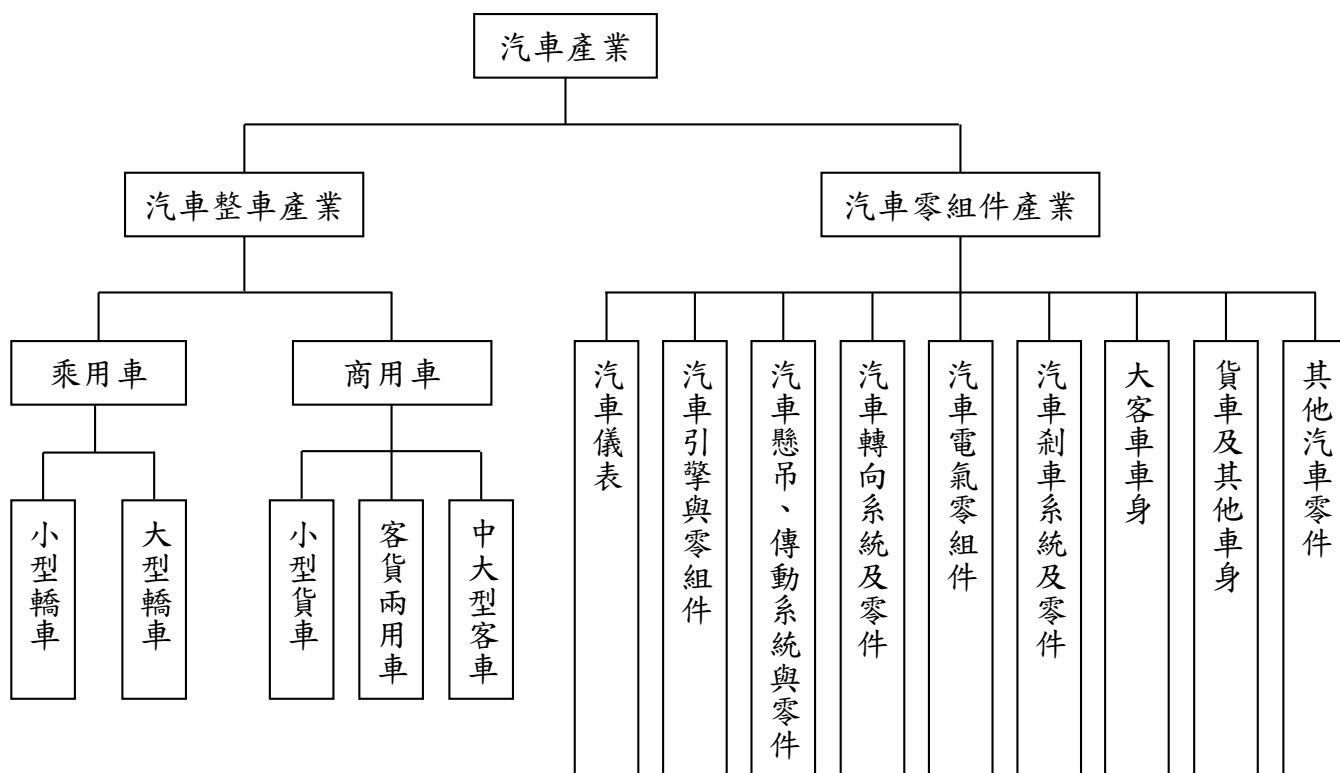 汽車產業
汽車整車產業
汽車零組件產業
乘用車
商用車
小型轎車
大型轎車
小型貨車
客貨兩用車
中大型客車
汽車儀表
汽車引擎與零組件
汽車懸吊、傳動系統與零件
汽車轉向系統及零件
汽車電氣零組件
汽車剎車系統及零件
大客車車身
貨車及其他車身
其他汽車零件